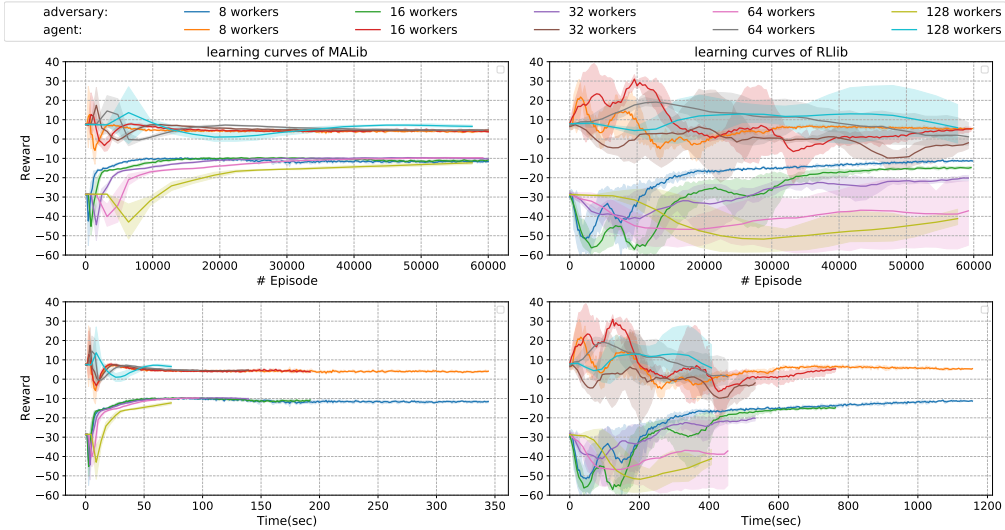 adversary: 8 workers 16 workers 32 workers 64 workers 128 workers
agent: 8 workers 16 workers 32 workers 64 workers 128 workers
learning curves of MALib learning curves of RLlib
40 40
30 30
20 20
10 10
0 0
−10 −10
−20 −20
−30 −30
−40 −40
−50 −50
−60 −60
Reward
0 10000 20000 30000 40000 50000 60000 0 10000 20000 30000 40000 50000 60000
# Episode # Episode
40 40
30 30
20 20
10 10
0 0
−10 −10
−20 −20
−30 −30
−40 −40
−50 −50
−60 −60
Reward
0 50 100 150 200 250 300 350 0 200 400 600 800 1000 1200
Time(sec) Time(sec)